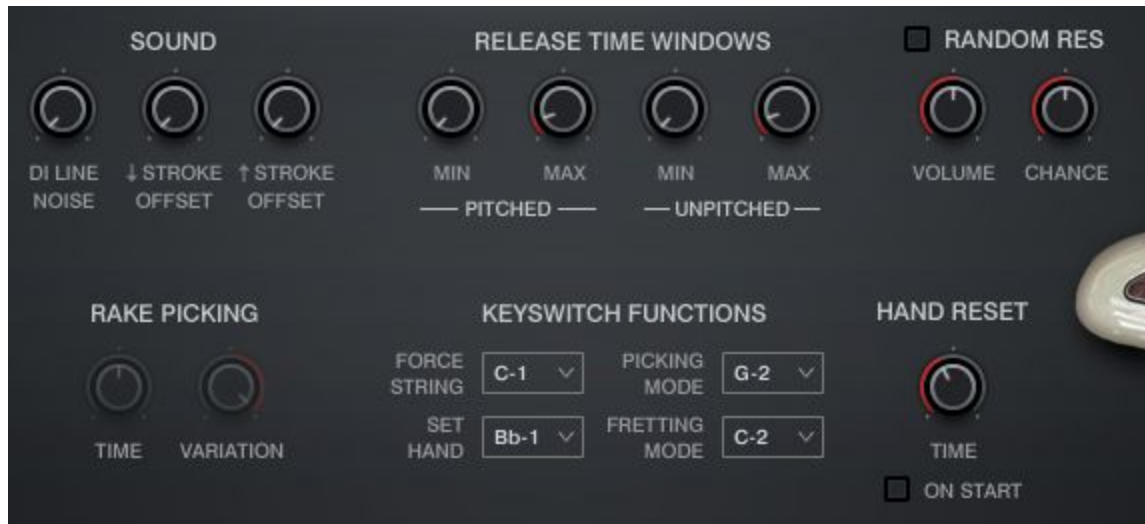 SOUND
DI LINE NOISE
↓ STROKE OFFSET
↑ STROKE OFFSET
RELEASE TIME WINDOWS
MIN
MAX
PITCHED
MIN
MAX
UNPITCHED
RANDOM RES
VOLUME
CHANCE
RAKE PICKING
TIME
VARIATION
KEYSWITCH FUNCTIONS
FORCE STRING
C-1
PICKING MODE
G-2
SET HAND
Bb-1
FRETTING MODE
C-2
HAND RESET
TIME
ON START